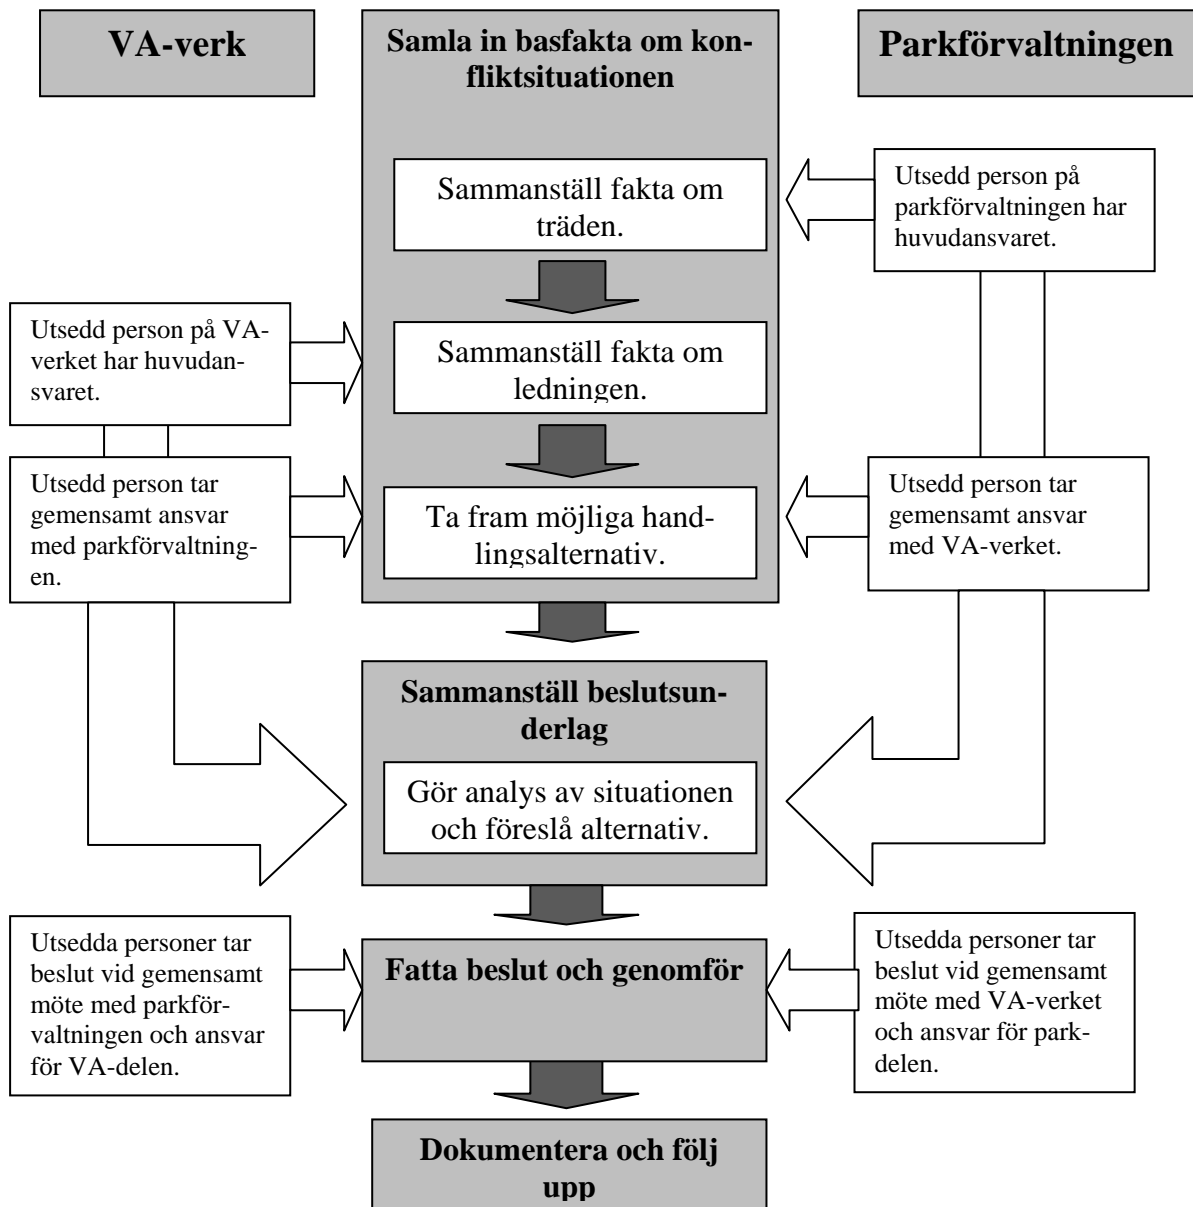 VA-verk
Samla in basfakta om kon-
fliktsituationen
Parkförvaltningen
Sammanställ fakta om
träden.
Utsedd person på
parkförvaltningen har
huvudansvaret.
Utsedd person på VA-
verket har huvudan-
svaret.
Sammanställ fakta om
ledningen.
Utsedd person tar
gemensamt ansvar
med parkförvaltning-
en.
Ta fram möjliga hand-
lingsalternativ.
Utsedd person tar
gemensamt ansvar
med VA-verket.
Sammanställ beslutsun-
derlag
Gör analys av situationen
och föreslå alternativ.
Utsedda personer tar
beslut vid gemensamt
möte med parkför-
valtningen och ansvar
för VA-delen.
Fatta beslut och genomför
Utsedda personer tar
beslut vid gemensamt
möte med VA-verket
och ansvar för park-
delen.
Dokumentera och följ
upp